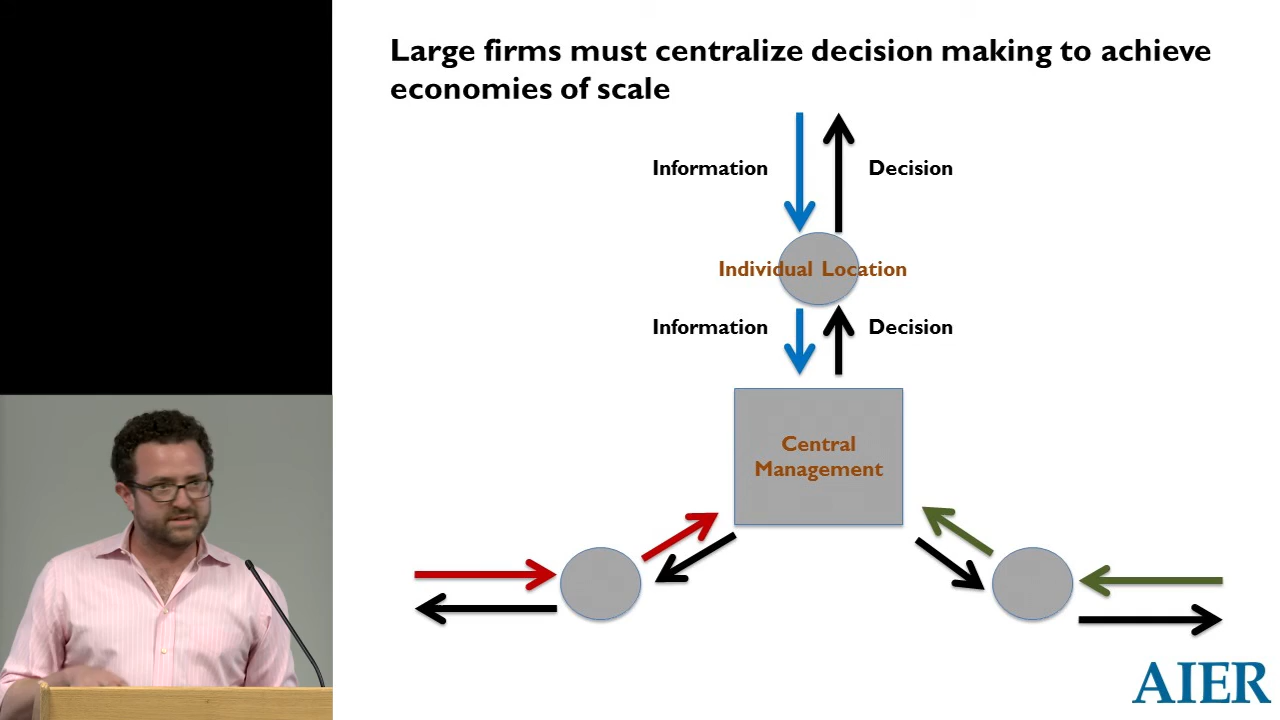 Large firms must centralize decision making to achieve
economies of scale
Information
Decision
Individual Location
Information
Decision
Central
Management
AIER